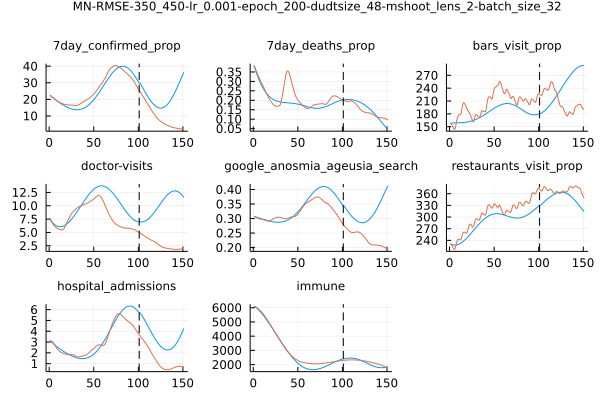 MN-RMSE-350_450-lr_0.001-epoch_200-dudtsize_48-mshoot_lens_2-batch_size_32
7day_confirmed_prop 7day_deaths_prop bars_visit_prop
40 30 20 10 0.35 0.25 0.20 0.15 0.05 270 240 210 180 150
0 50 100 150 0 50 100 150 0 50 100 150
doctor-visits google_anosmia_ageusia_search restaurants_visit_prop
12.5 10.0 7.5 5.0 2.5 0.40 0.35 0.30 0.25 0.20 360 330 300 270 240
0 50 100 150 0 50 100 150 0 50 100 150
hospital_admissions immune
6 5 4 3 2 1 6000 5000 4000 3000 2000
0 50 100 150 0 50 100 150